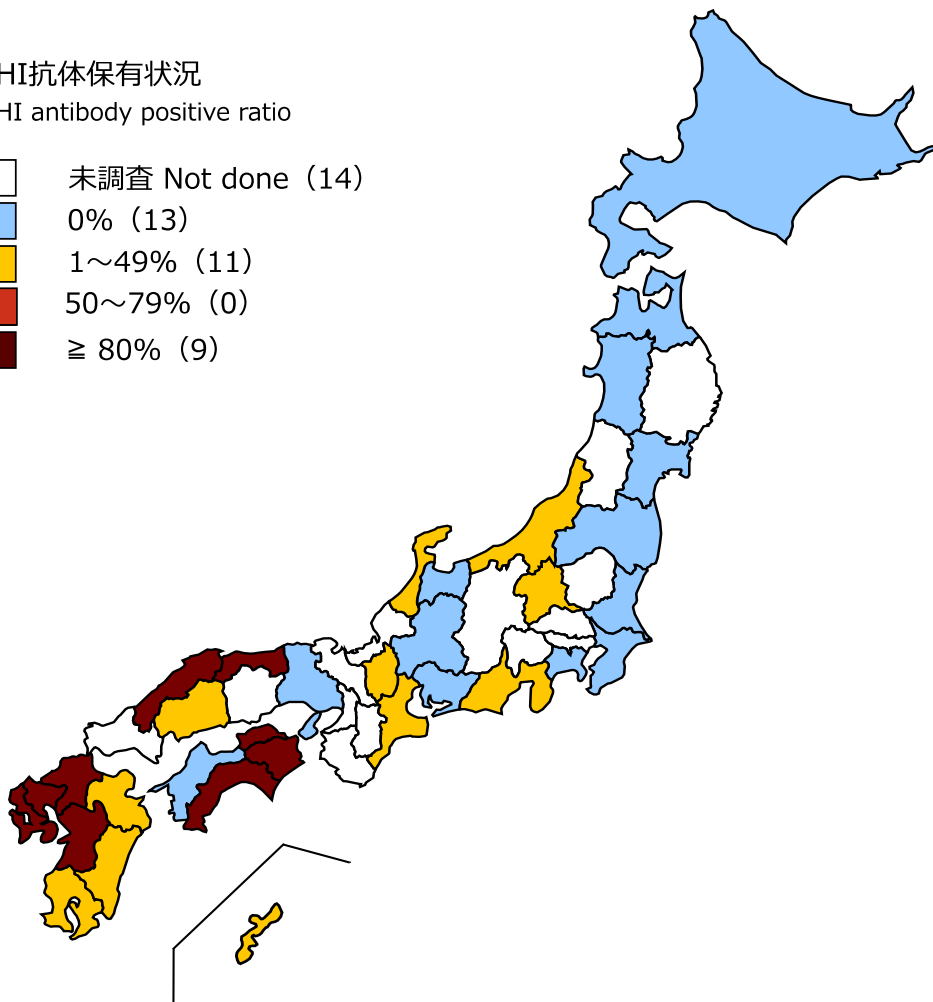 HI抗体保有状況
HI antibody positive ratio
未調査 Not done（14）
0%（13）
1～49%（11）
50～79%（0）
≧ 80%（9）